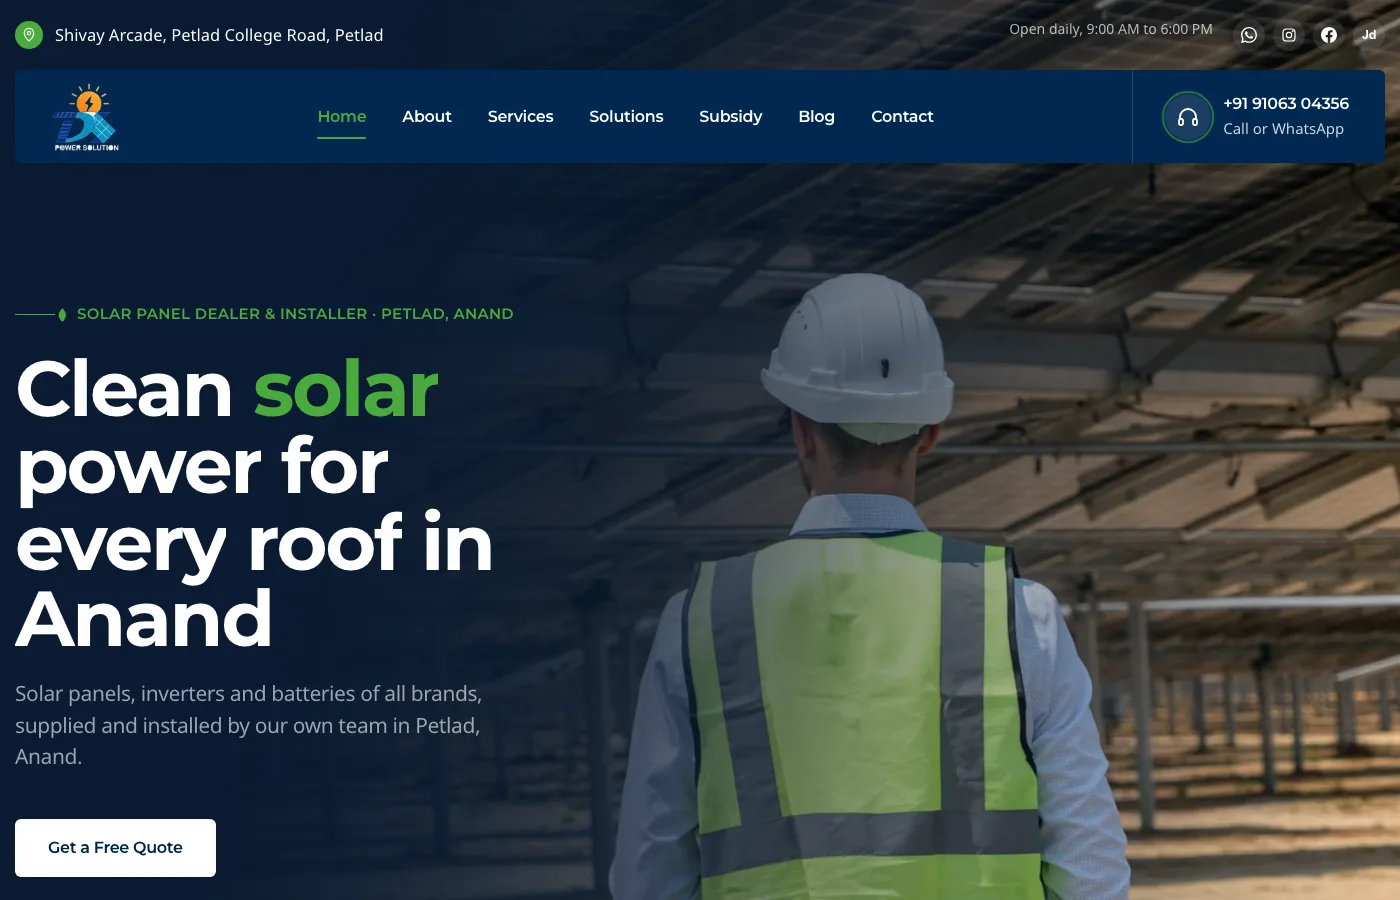 Shivay Arcade, Petlad College Road, Petlad
Open daily, 9:00 AM to 6:00 PM
Jd
DX
POWER SOLUTION
Home
About
Services
Solutions
Subsidy
Blog
Contact
+91 91063 04356
Call or WhatsApp
SOLAR PANEL DEALER & INSTALLER · PETLAD, ANAND
Clean solar
power for
every roof in
Anand
Solar panels, inverters and batteries of all brands,
supplied and installed by our own team in Petlad,
Anand.
Get a Free Quote